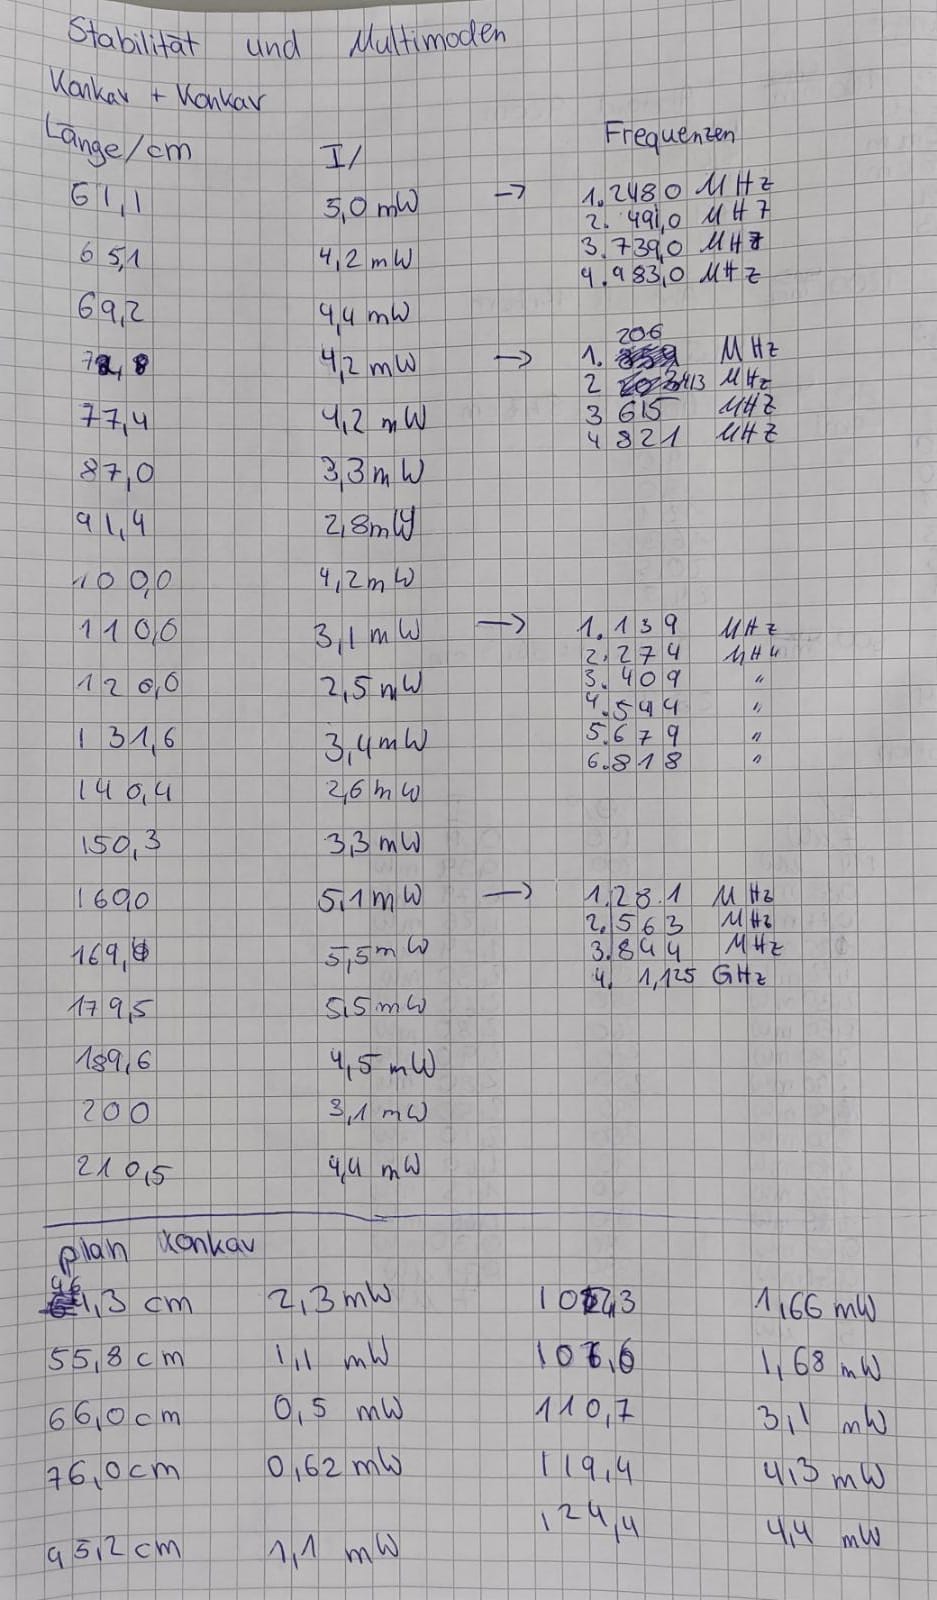 Stabilität und Multimoden
Konkav + Konkav
Länge/cm I/ Frequenzen
61,1 5,0 mW → 1. 248,0 MHz
2. 491,0 MHz
65,1 4,2 mW 3. 739,0 MHz
4. 983,0 MHz
69,2 4,4 mW
4,2 mW → 1. 206 MHz
2 413 MHz
77,4 4,2 mW 3 615 MHz
4 821 MHz
87,0 3,3 mW
91,4 2,8 mW
100,0 4,2 mW
110,0 3,1 mW → 1. 139 MHz
2. 274 MHz
120,0 2,5 mW 3. 409 "
4. 544 "
131,6 3,4 mW 5. 679 "
6. 818 "
140,4 2,6 mW
150,3 3,3 mW
160,0 5,1 mW → 1. 281 MHz
2. 563 MHz
169, 5,5 mW 3. 844 MHz
4. 1,125 GHz
179,5 5,5 mW
189,6 4,5 mW
200 3,1 mW
210,5 4,4 mW
plan konkav
46,3 cm 2,3 mW 1,66 mW
55,8 cm 1,1 mW 106,6 1,68 mW
66,0 cm 0,5 mW 110,7 3,1 mW
76,0 cm 0,62 mW 119,4 4,3 mW
95,2 cm 1,1 mW 124,4 4,4 mW